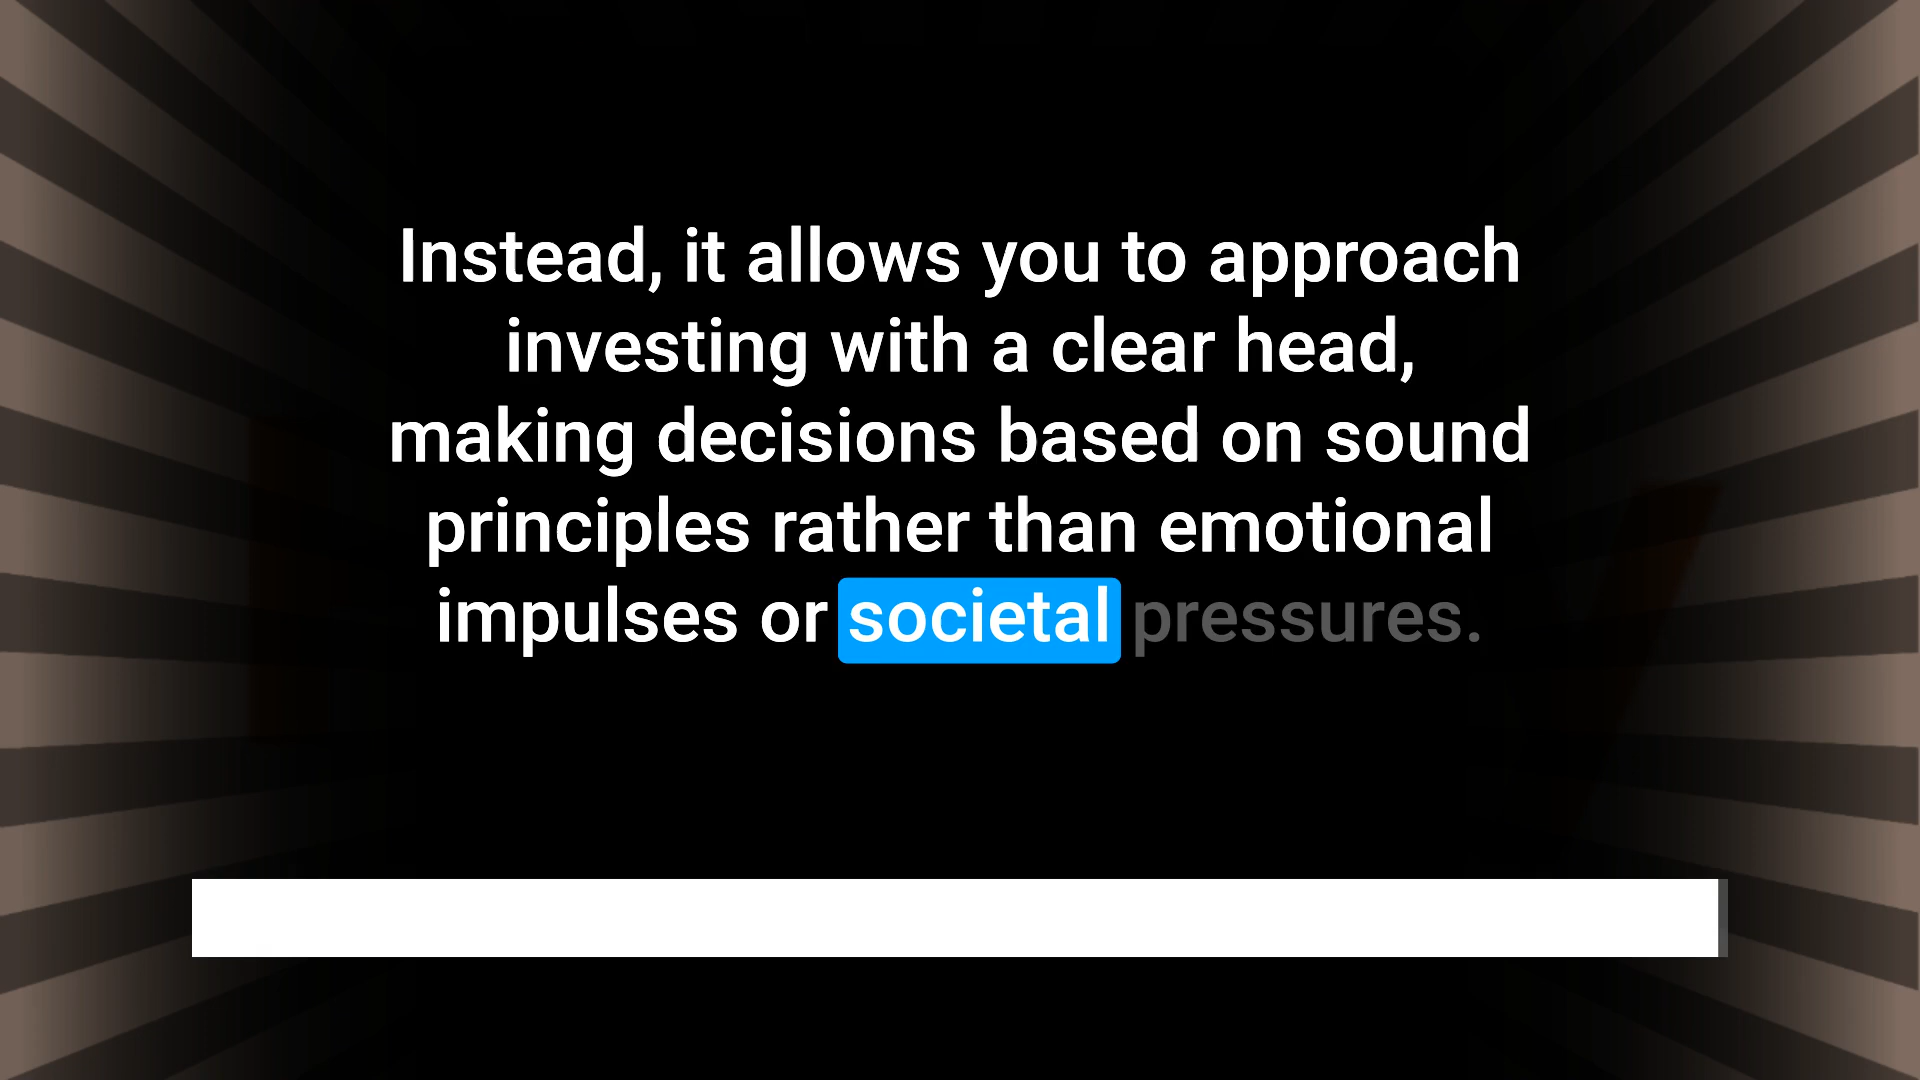 Instead, it allows you to approach
investing with a clear head,
making decisions based on sound
principles rather than emotional
impulses or societal pressures.